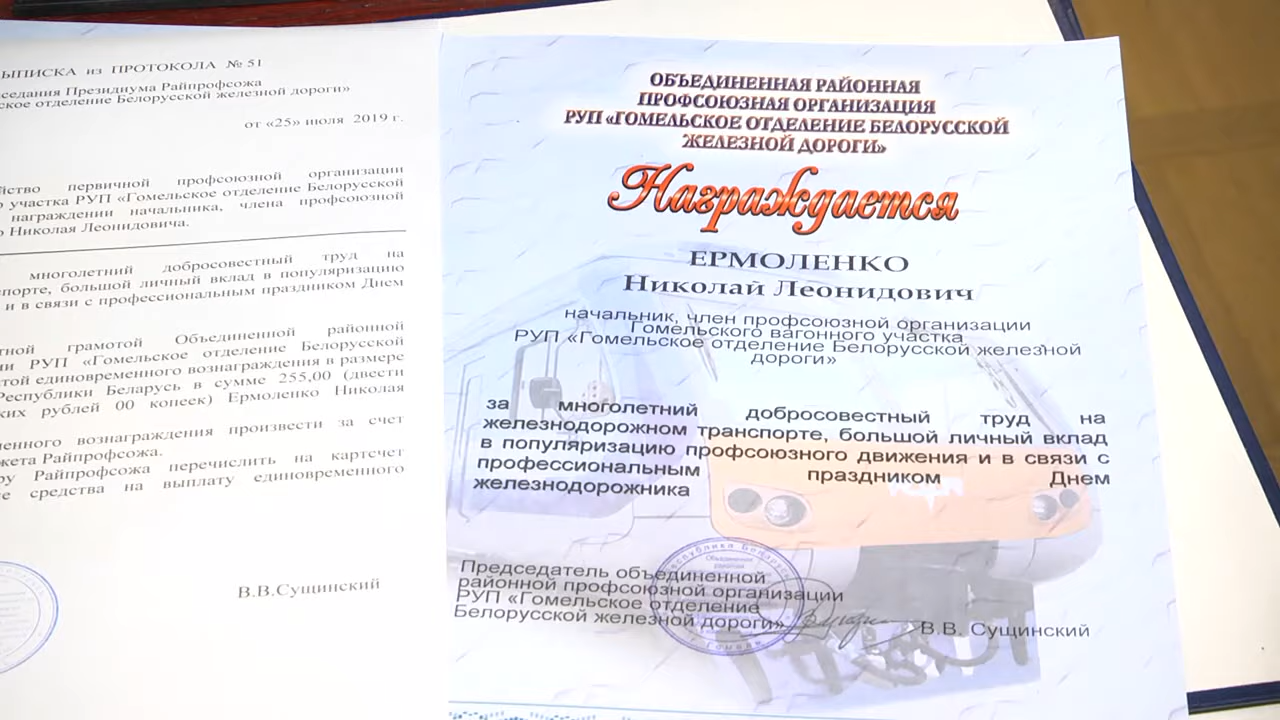 ВЫПИСКА из ПРОТОКОЛА № 51
заседания Президиума Райпрофсожа
отделение Белорусской железной дороги»
от «25» июля 2019 г.
первичной профсоюзной организации
участка РУП «Гомельское отделение Белорусской
награждении начальника, члена профсоюзной
Николая Леонидовича.
многолетний добросовестный труд на
большой личный вклад в популяризацию
и в связи с профессиональным праздником Днем
грамотой Объединенной районной
РУП «Гомельское отделение Белорусской
единовременного вознаграждения в размере
Республики Беларусь в сумме 255,00 (двести
рублей 00 копеек) Ермоленко Николая
вознаграждения произвести за счет
Райпрофсожа.
Райпрофсожа перечислить на картсчет
средства на выплату единовременного
В.В.Сущинский
ОБЪЕДИНЕННАЯ РАЙОННАЯ
ПРОФСОЮЗНАЯ ОРГАНИЗАЦИЯ
РУП «ГОМЕЛЬСКОЕ ОТДЕЛЕНИЕ БЕЛОРУССКОЙ
ЖЕЛЕЗНОЙ ДОРОГИ»
Награждается
ЕРМОЛЕНКО
Николай Леонидович
начальник, член профсоюзной организации
Гомельского вагонного участка
РУП «Гомельское отделение Белорусской железной
дороги»
за многолетний добросовестный труд на
железнодорожном транспорте, большой личный вклад
в популяризацию профсоюзного движения и в связи с
профессиональным праздником Днем
железнодорожника
Председатель объединенной
районной профсоюзной организации
РУП «Гомельское отделение
Белорусской железной дороги»
В.В. Сущинский